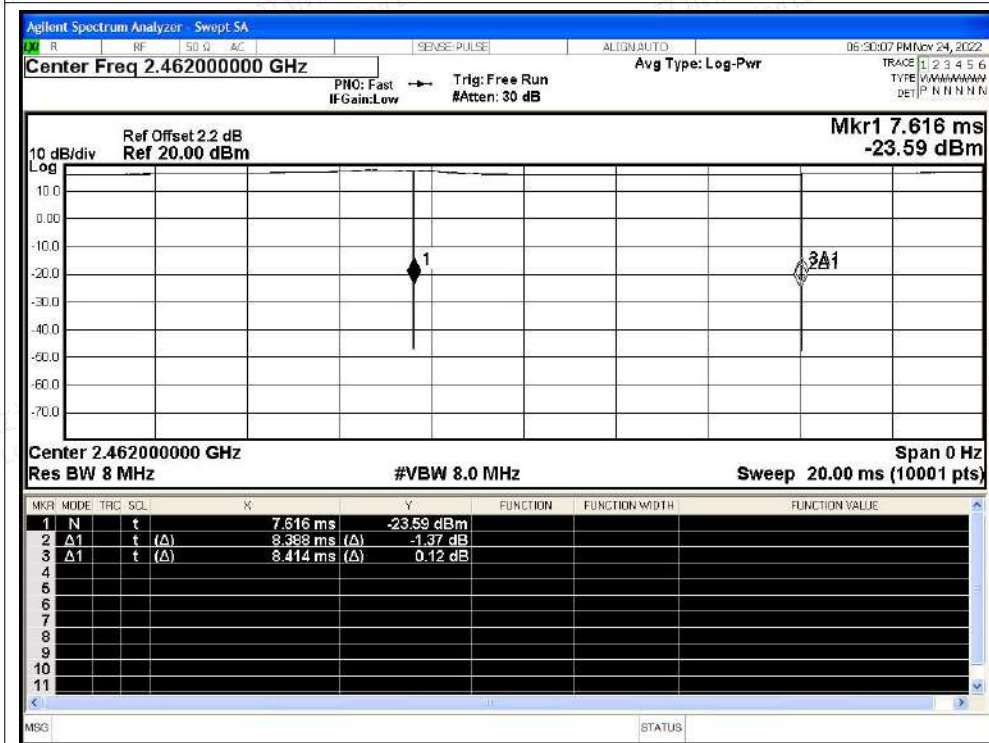 Agilent Spectrum Analyzer - Swept SA
LXI R RF 50 Ω AC SENSE:PULSE ALIGNAUTO 06:30:07 PM Nov 24, 2022
Center Freq 2.462000000 GHz
PNO: Fast
IFGain:Low
Trig: Free Run
#Atten: 30 dB
Avg Type: Log-Pwr
TRACE 1 2 3 4 5 6
TYPE
DET P N N N N N
Mkr1 7.616 ms
-23.59 dBm
Ref Offset 2.2 dB
10 dB/div Ref 20.00 dBm
Log
10.0
0.00
-10.0
1
-20.0
-30.0
-40.0
-50.0
-60.0
-70.0
Center 2.462000000 GHz Span 0 Hz
Res BW 8 MHz #VBW 8.0 MHz Sweep 20.00 ms (10001 pts)
MKR MODE TRC SCL X Y FUNCTION FUNCTION WIDTH FUNCTION VALUE
1 N t 7.616 ms -23.59 dBm
2 Δ1 t (Δ) 8.388 ms (Δ) -1.37 dB
3 Δ1 t (Δ) 8.414 ms (Δ) 0.12 dB
4
5
6
7
8
9
10
11
MSG STATUS